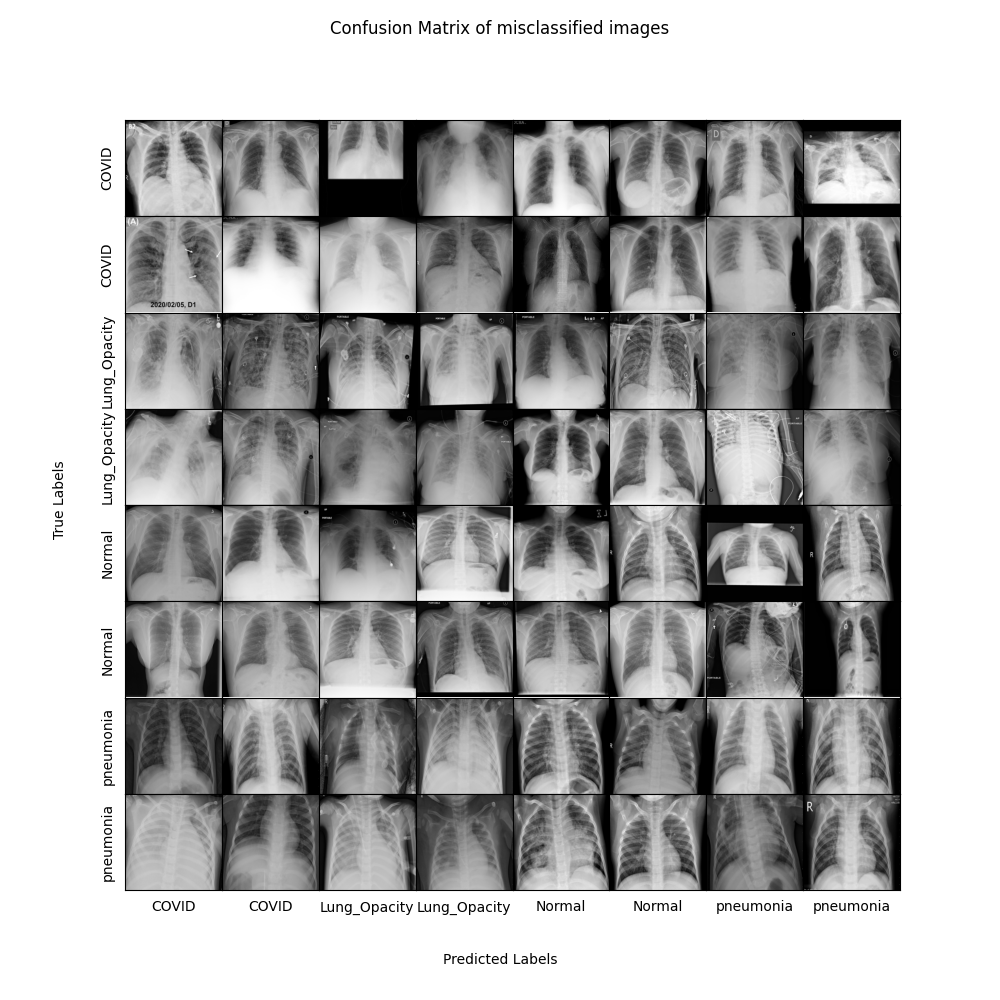 Confusion Matrix of misclassified images
COVID
COVID
Lung_Opacity
Lung_Opacity
Normal
Normal
pneumonia
pneumonia
True Labels
D
(A)
2020/02/05, D1
R
R
COVID COVID Lung_Opacity Lung_Opacity Normal Normal pneumonia pneumonia
Predicted Labels